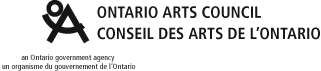 ONTARIO ARTS COUNCIL
CONSEIL DES ARTS DE L'ONTARIO
an Ontario government agency
un organisme du gouvernement de l'Ontario